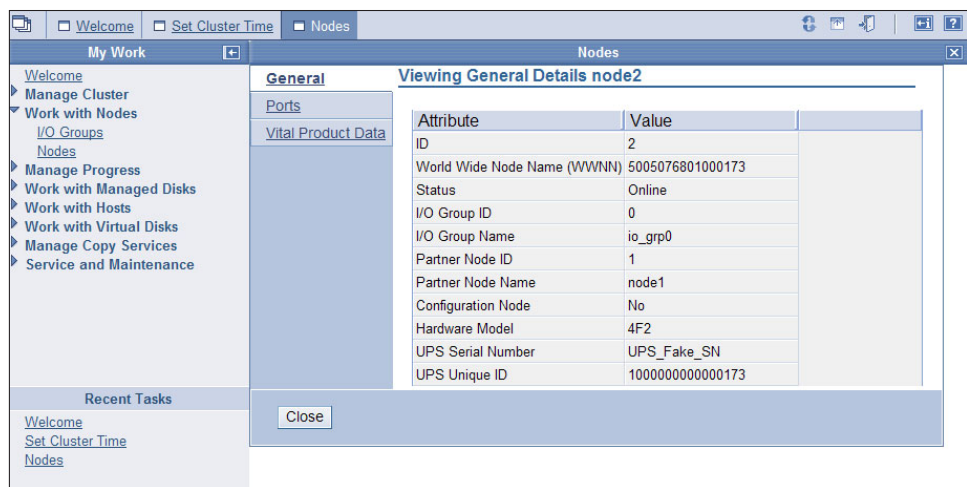 Welcome
Set Cluster Time
Nodes
My Work
Nodes
Welcome
Manage Cluster
Work with Nodes
I/O Groups
Nodes
Manage Progress
Work with Managed Disks
Work with Hosts
Work with Virtual Disks
Manage Copy Services
Service and Maintenance
Recent Tasks
Welcome
Set Cluster Time
Nodes
General
Ports
Vital Product Data
Viewing General Details node2
Attribute Value
ID 2
World Wide Node Name (WWNN) 5005076801000173
Status Online
I/O Group ID 0
I/O Group Name io_grp0
Partner Node ID 1
Partner Node Name node1
Configuration Node No
Hardware Model 4F2
UPS Serial Number UPS_Fake_SN
UPS Unique ID 1000000000000173
Close